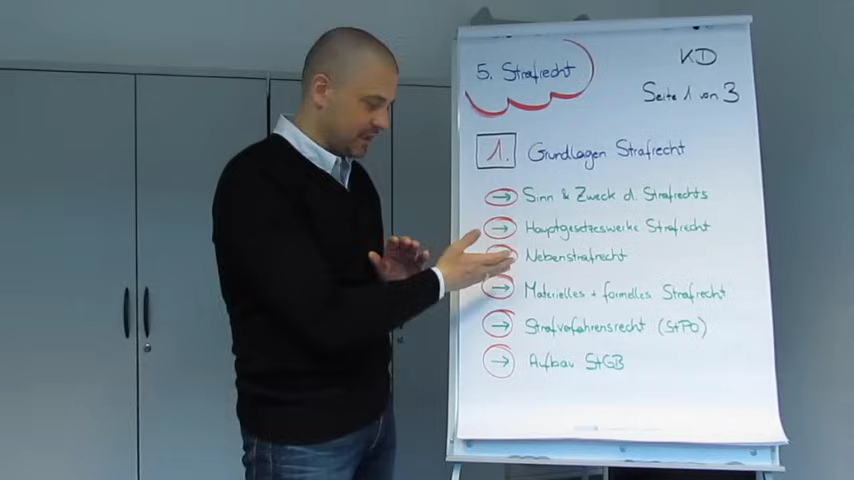 5. Strafrecht
KD
Seite 1 von 3
1. Grundlagen Strafrecht
→ Sinn & Zweck d. Strafrechts
→ Hauptgesetzeswerke Strafrecht
Nebenstrafrecht
→ Materielles + formelles Strafrecht
→ Strafverfahrensrecht (StPO)
→ Aufbau StGB